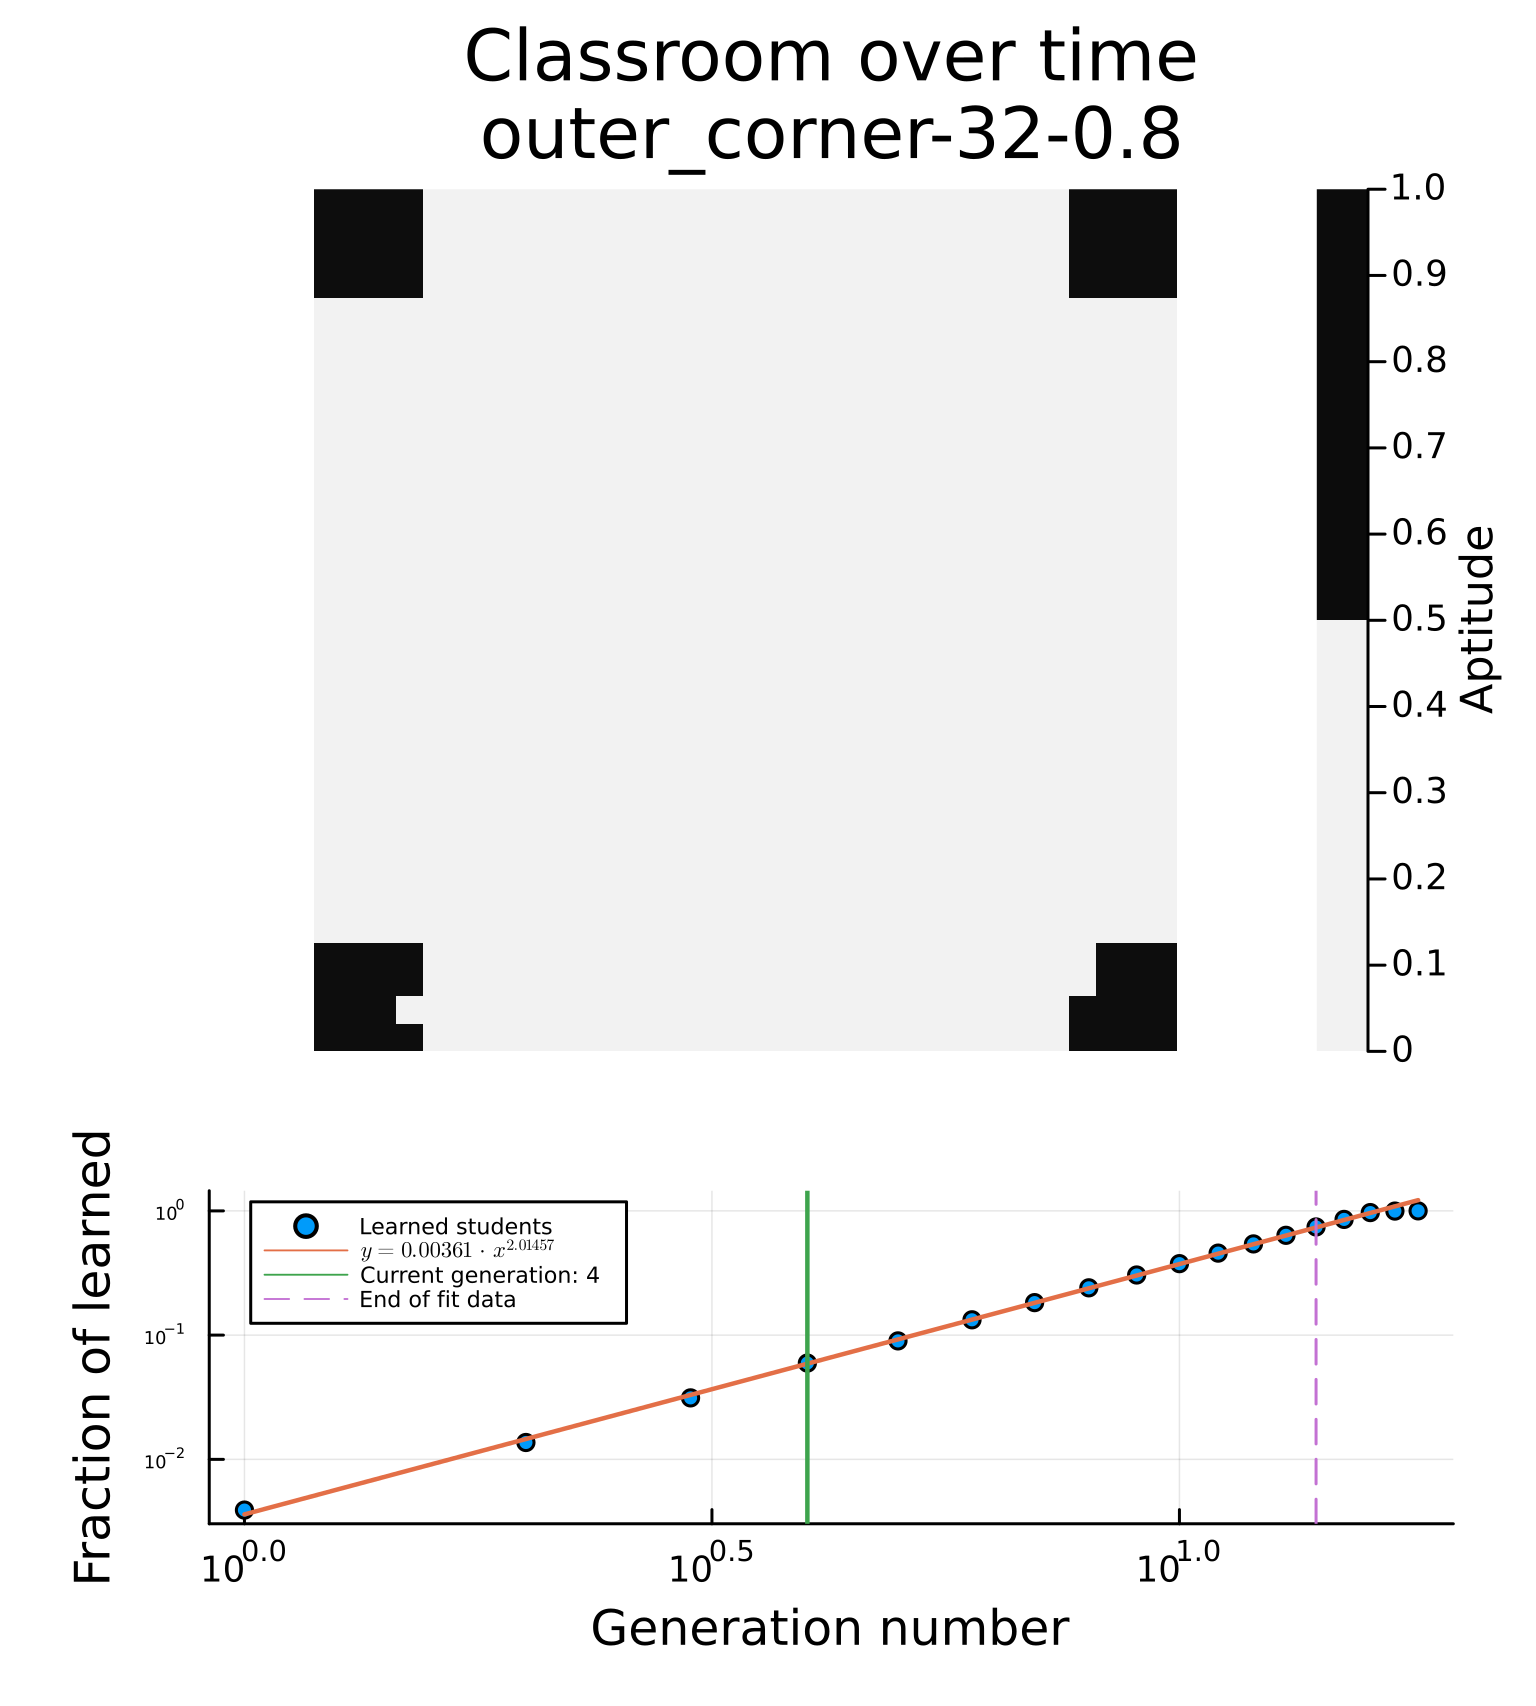 Classroom over time
outer_corner-32-0.8
1.0
0.9
0.8
0.7
0.6
0.5
0.4
0.3
0.2
0.1
0
Aptitude
Fraction of learned
10^0
10^-1
10^-2
Learned students
y = 0.00361 · x^2.01457
Current generation: 4
End of fit data
10^0.0
10^0.5
10^1.0
Generation number